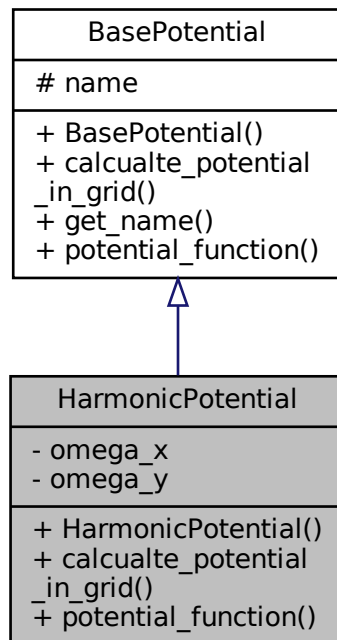 BasePotential
# name
+ BasePotential()
+ calcualte_potential
_in_grid()
+ get_name()
+ potential_function()
HarmonicPotential
- omega_x
- omega_y
+ HarmonicPotential()
+ calcualte_potential
_in_grid()
+ potential_function()